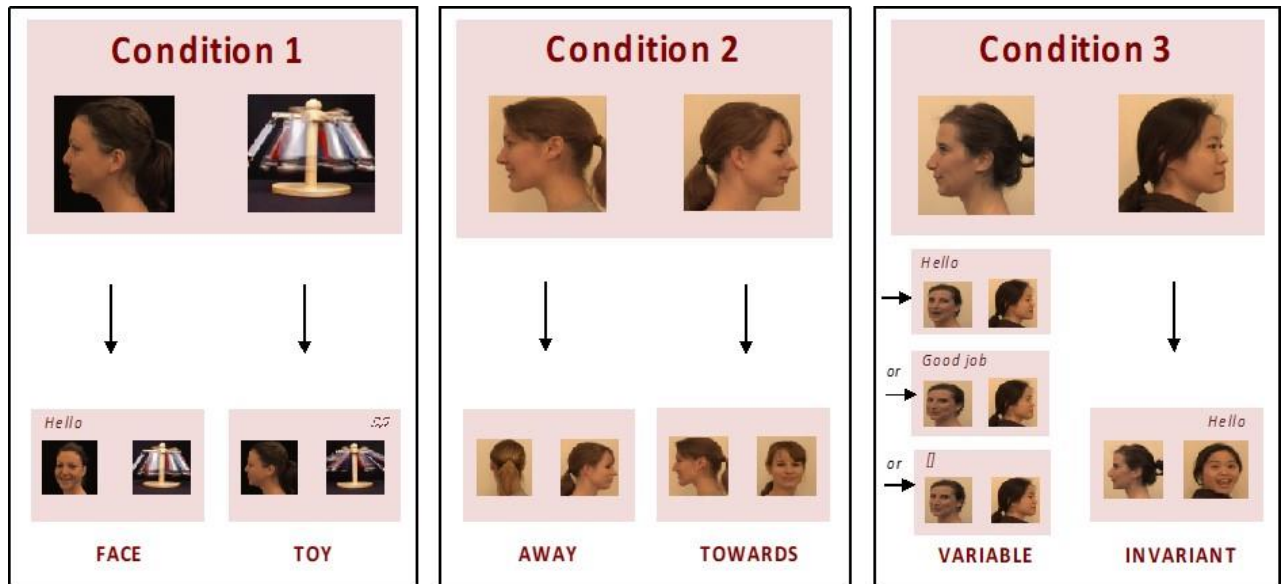 Condition 1
Hello
FACE
TOY
Condition 2
AWAY
TOWARDS
Condition 3
Hello
or
Good job
or
[]
VARIABLE
Hello
INVARIANT